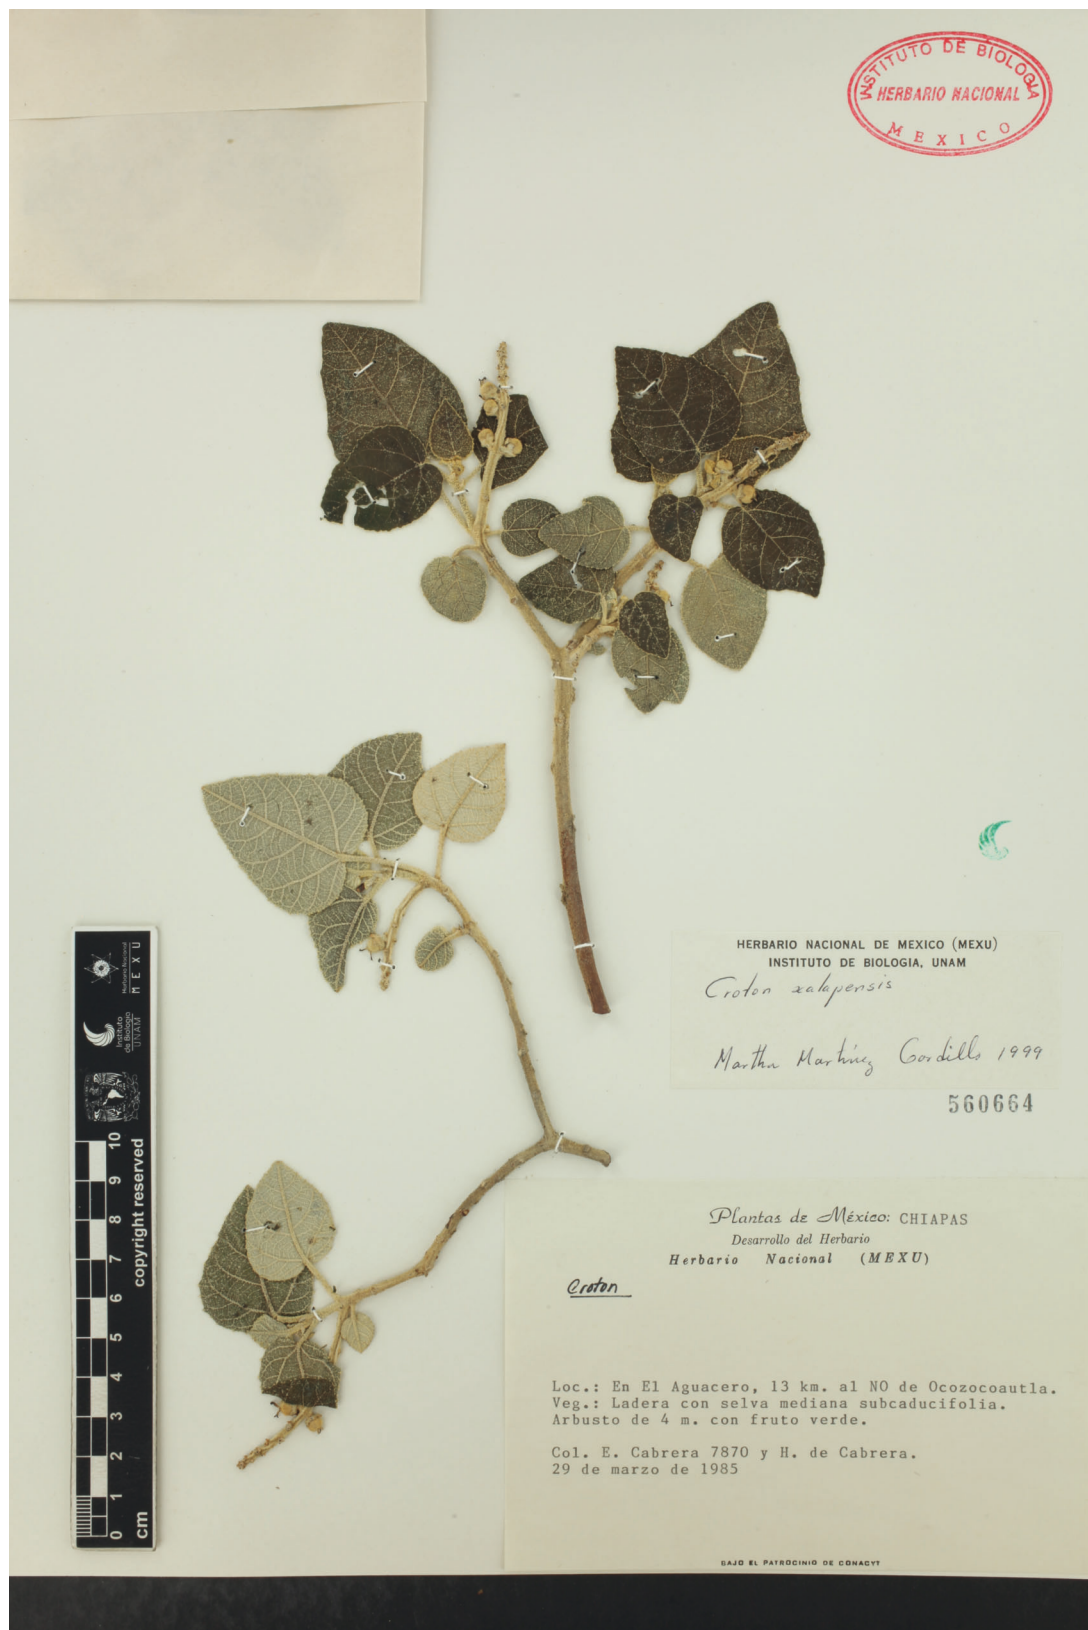 INSTITUTO DE BIOLOGIA
HERBARIO NACIONAL
MEXICO
HERBARIO NACIONAL DE MEXICO (MEXU)
INSTITUTO DE BIOLOGIA, UNAM
Croton xalapensis
Martha Martínez Gordillo 1999
560664
Plantas de México: CHIAPAS
Desarrollo del Herbario
Herbario Nacional (MEXU)
Croton
Loc.: En El Aguacero, 13 km. al NO de Ocozocoautla.
Veg.: Ladera con selva mediana subcaducifolia.
Arbusto de 4 m. con fruto verde.
Col. E. Cabrera 7870 y H. de Cabrera.
29 de marzo de 1985
BAJO EL PATROCINIO DE CONACYT
Herbario Nacional
MEXU
Instituto
de Biología
UNAM
copyright reserved
10
9
8
7
6
5
4
3
2
1
0
cm